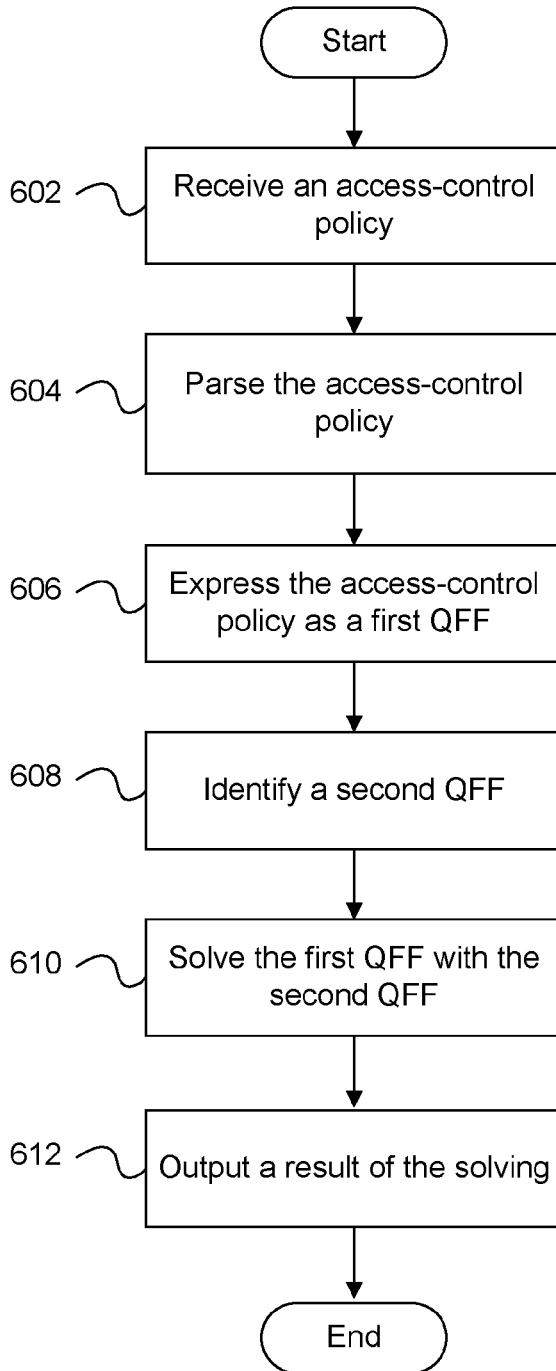 Start
602
Receive an access-control
policy
604
Parse the access-control
policy
606
Express the access-control
policy as a first QFF
608
Identify a second QFF
610
Solve the first QFF with the
second QFF
612
Output a result of the solving
End